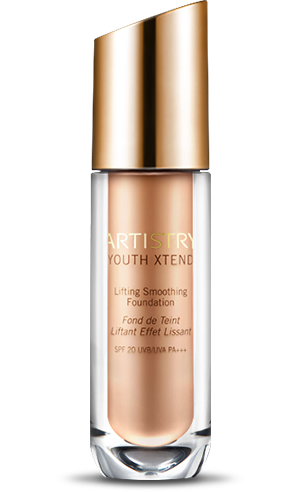 ARTISTRY
YOUTH XTEND
Lifting Smoothing
Foundation
Fond de Teint
Liftant Effet Lissant
SPF 20 UVB/UVA PA+++